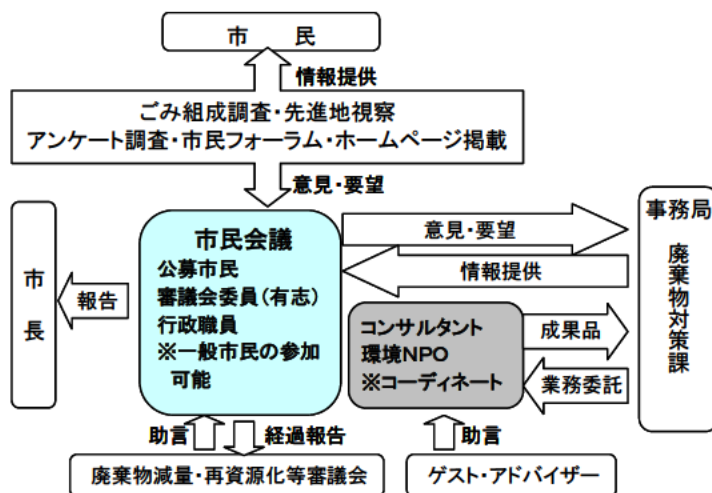 市　民
情報提供
ごみ組成調査・先進地視察
アンケート調査・市民フォーラム・ホームページ掲載
意見・要望
市民会議
公募市民
審議会委員(有志)
行政職員
※一般市民の参加
可能
市長
報告
意見・要望
情報提供
事務局
廃棄物対策課
コンサルタント
環境NPO
※コーディネート
成果品
業務委託
助言
経過報告
助言
廃棄物減量・再資源化等審議会
ゲスト・アドバイザー